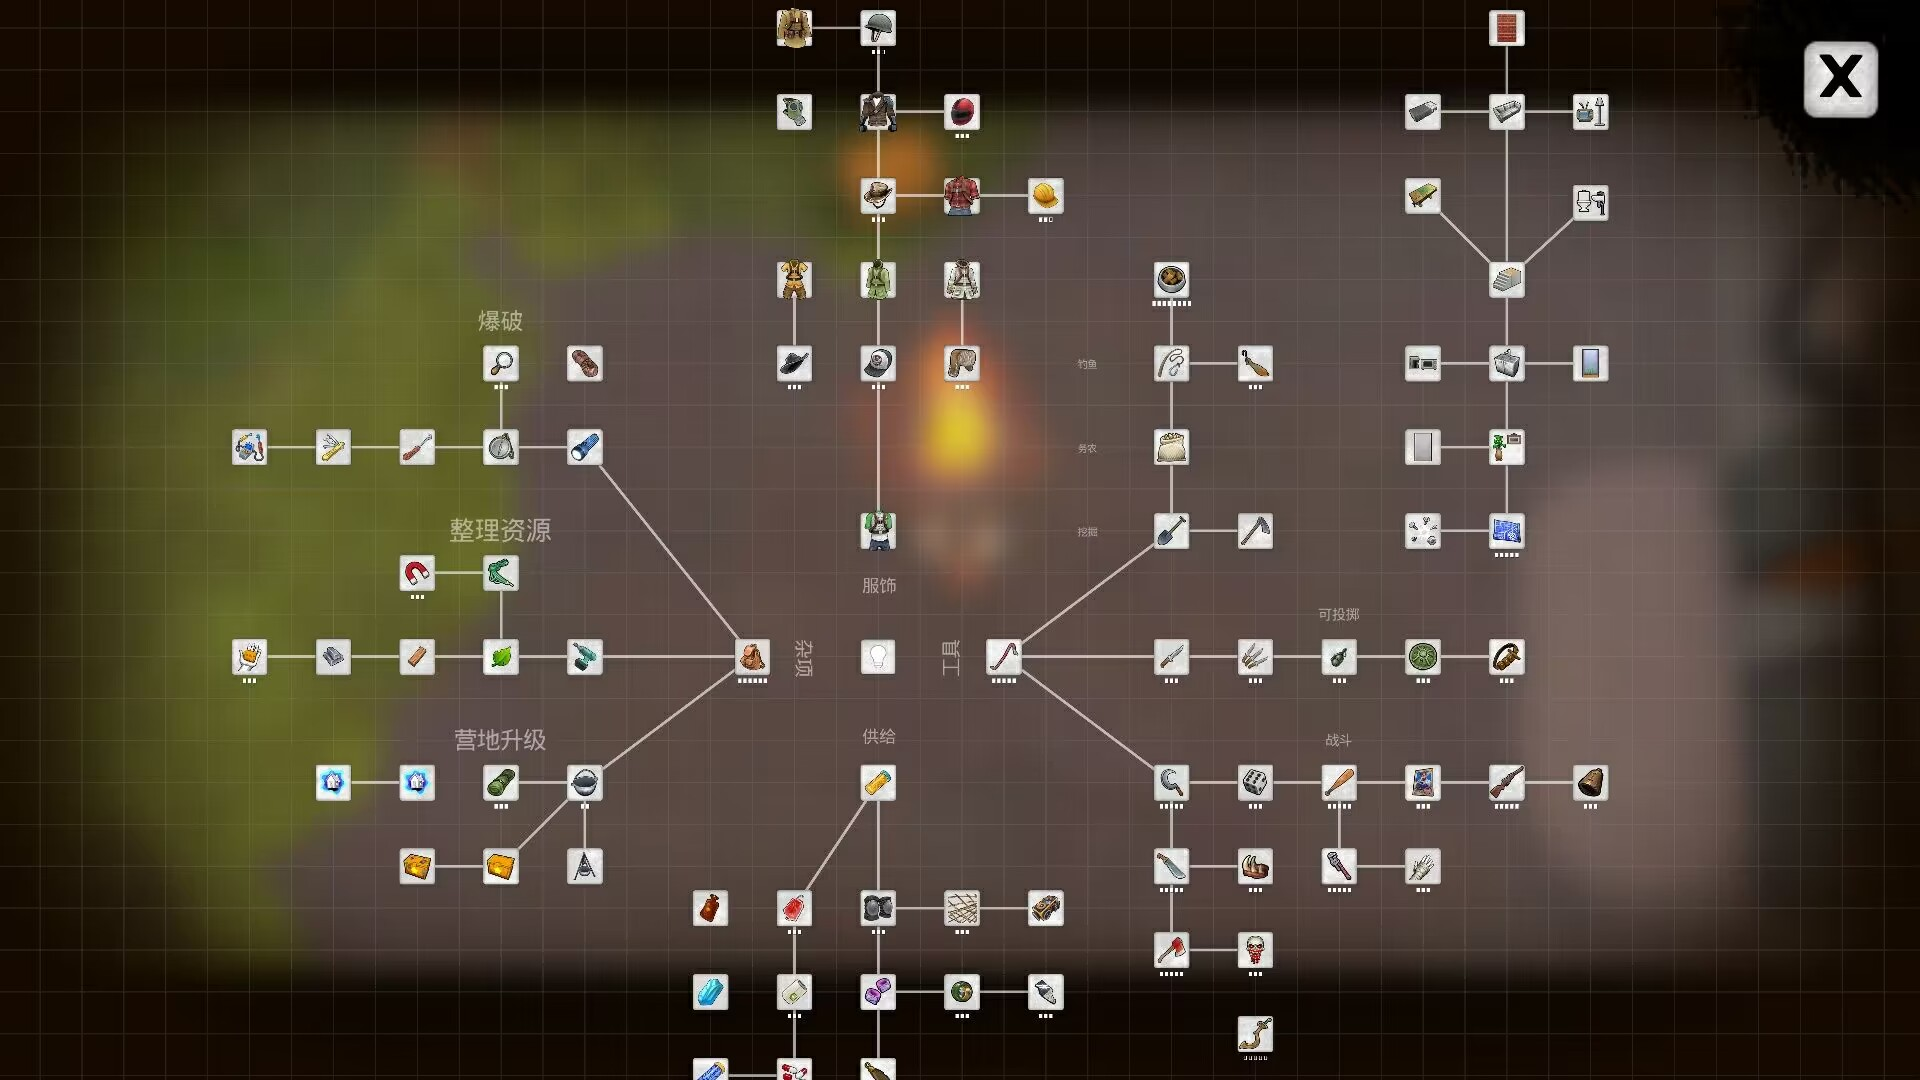 X
爆破
钓鱼
务农
整理资源
挖掘
服饰
可投掷
杂项
工具
营地升级
供给
战斗